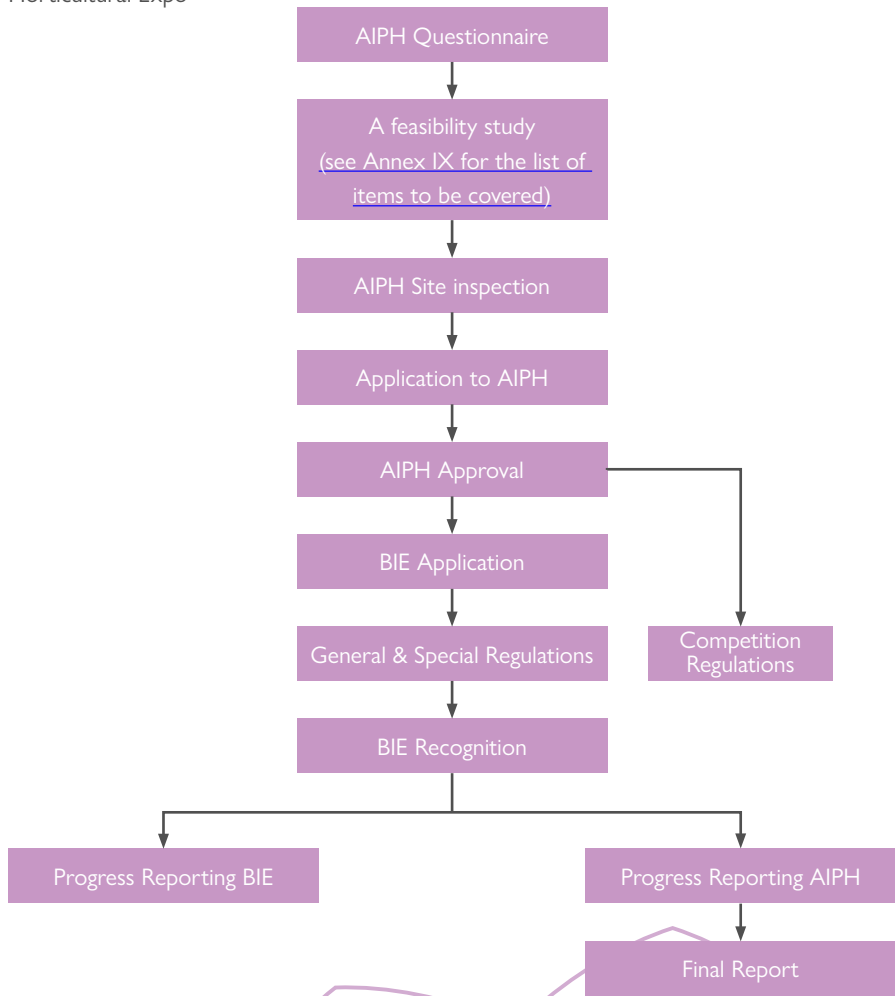 Horticultural Expo
AIPH Questionnaire
A feasibility study
(see Annex IX for the list of
items to be covered)
AIPH Site inspection
Application to AIPH
AIPH Approval
BIE Application
General & Special Regulations
Competition
Regulations
BIE Recognition
Progress Reporting BIE
Progress Reporting AIPH
Final Report